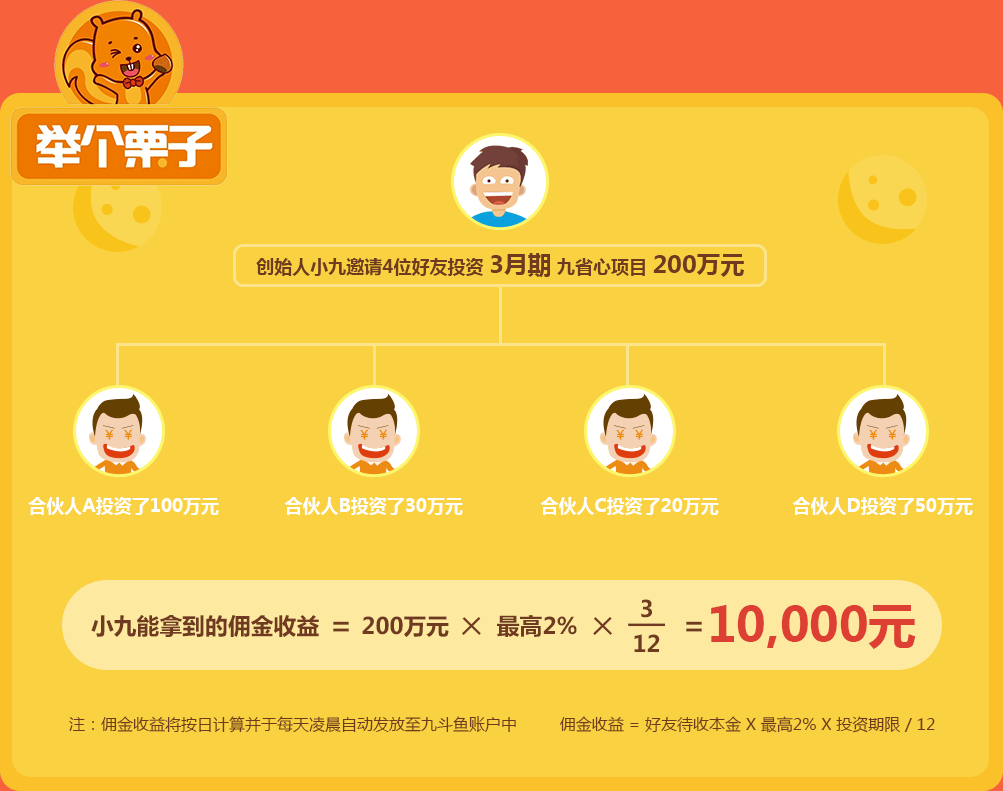 举个栗子
创始人小九邀请4位好友投资 3月期 九省心项目 200万元
合伙人A投资了100万元
合伙人B投资了30万元
合伙人C投资了20万元
合伙人D投资了50万元
小九能拿到的佣金收益 = 200万元 × 最高2% × 3/12 = 10,000元
注：佣金收益将按日计算并于每天凌晨自动发放至九斗鱼账户中
佣金收益 = 好友待收本金 X 最高2% X 投资期限 / 12